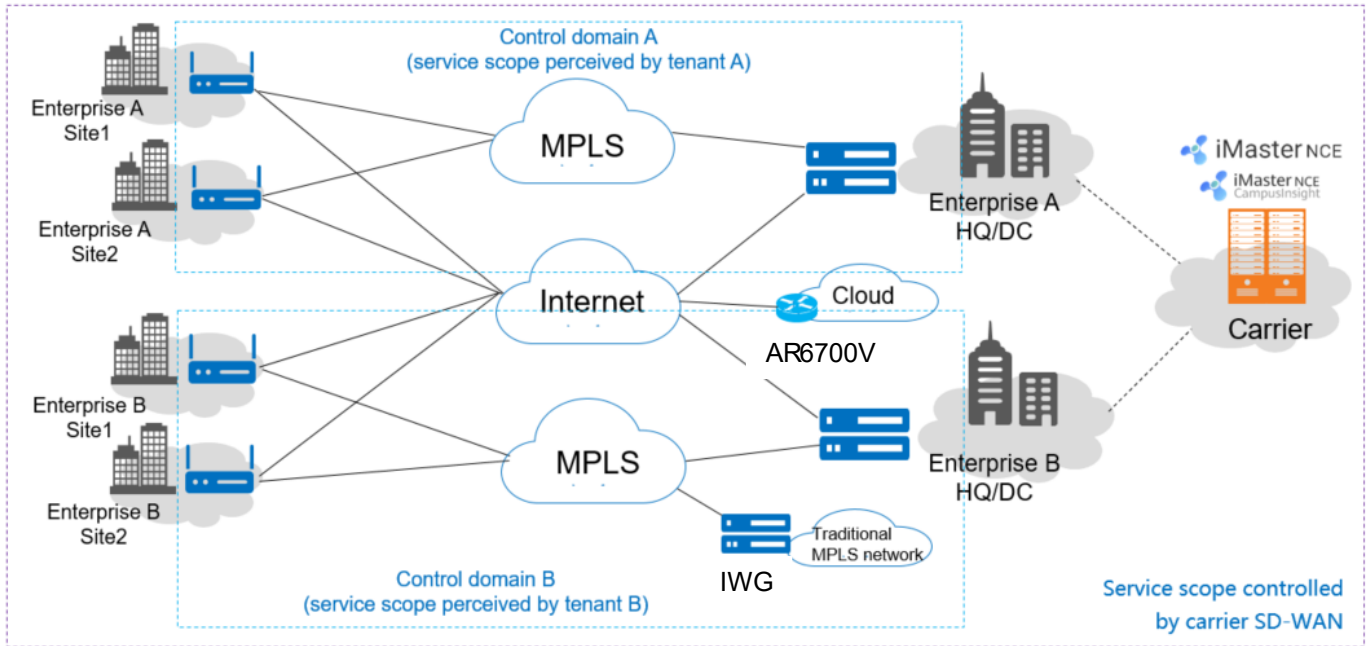 Control domain A
(service scope perceived by tenant A)
Enterprise A
Site1
MPLS
iMaster NCE
iMaster NCE
CampusInsight
Enterprise A
HQ/DC
Enterprise A
Site2
Internet
Cloud
Carrier
AR6700V
Enterprise B
Site1
MPLS
Enterprise B
HQ/DC
Enterprise B
Site2
Traditional
MPLS network
IWG
Control domain B
(service scope perceived by tenant B)
Service scope controlled
by carrier SD-WAN